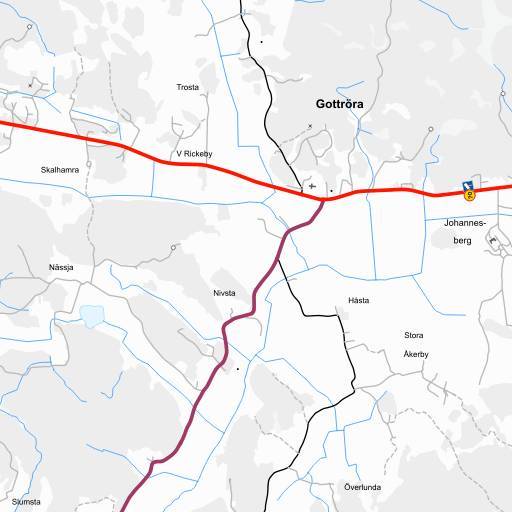 Trosta
Gottröra
V Rickeby
Skalhamra
Johannes-
berg
Nässja
Nivsta
Hästa
Stora
Åkerby
Överlunda
Slumsta